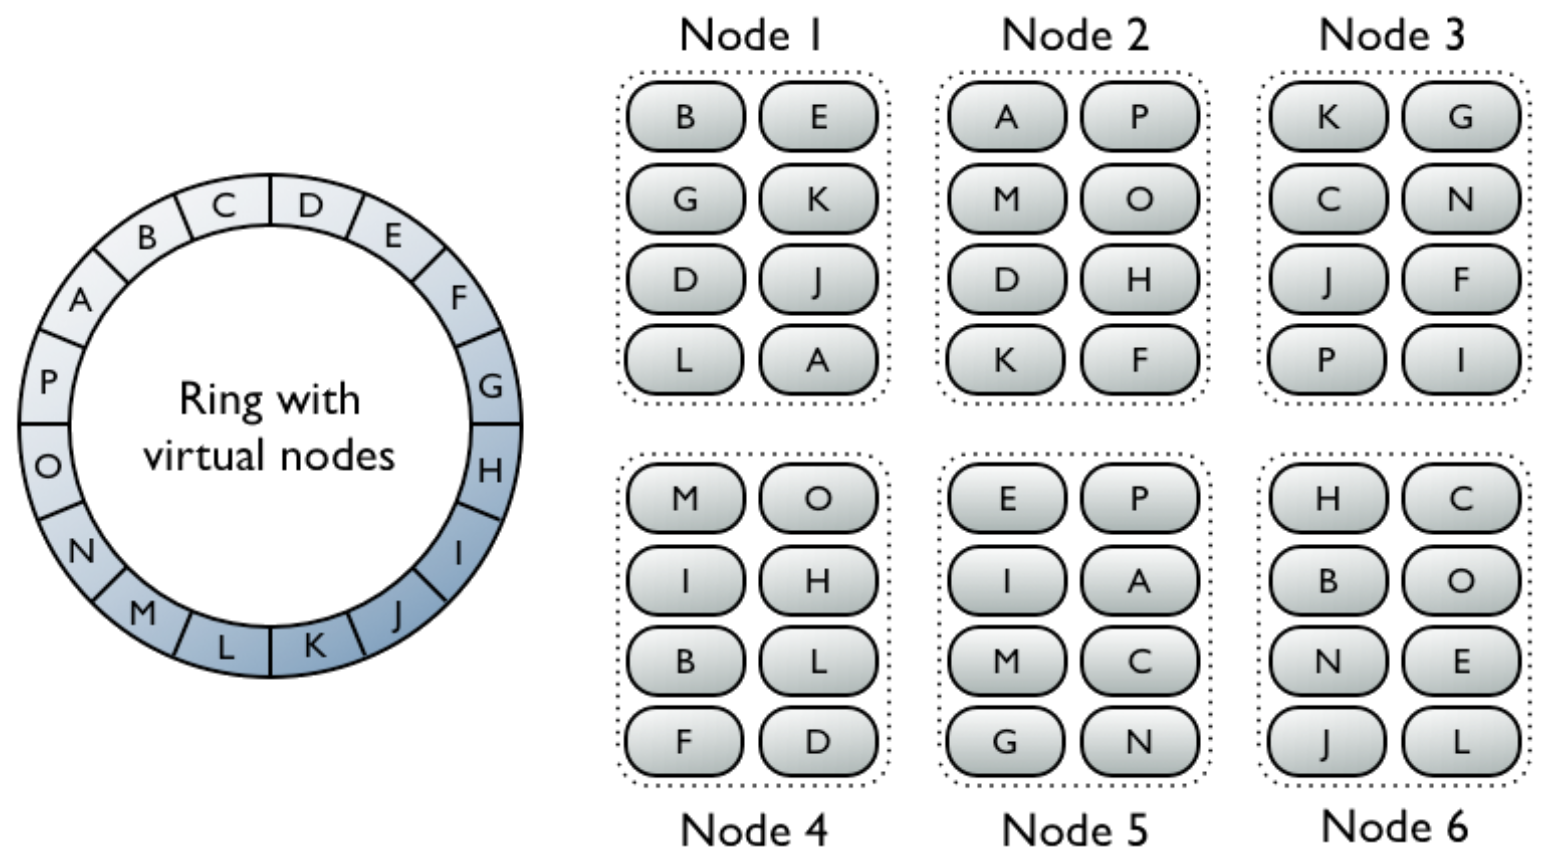 Ring with
virtual nodes
A
B
C
D
E
F
G
H
I
J
K
L
M
N
O
P
Node 1
B E
G K
D J
L A
Node 2
A P
M O
D H
K F
Node 3
K G
C N
J F
P I
Node 4
M O
I H
B L
F D
Node 5
E P
I A
M C
G N
Node 6
H C
B O
N E
J L